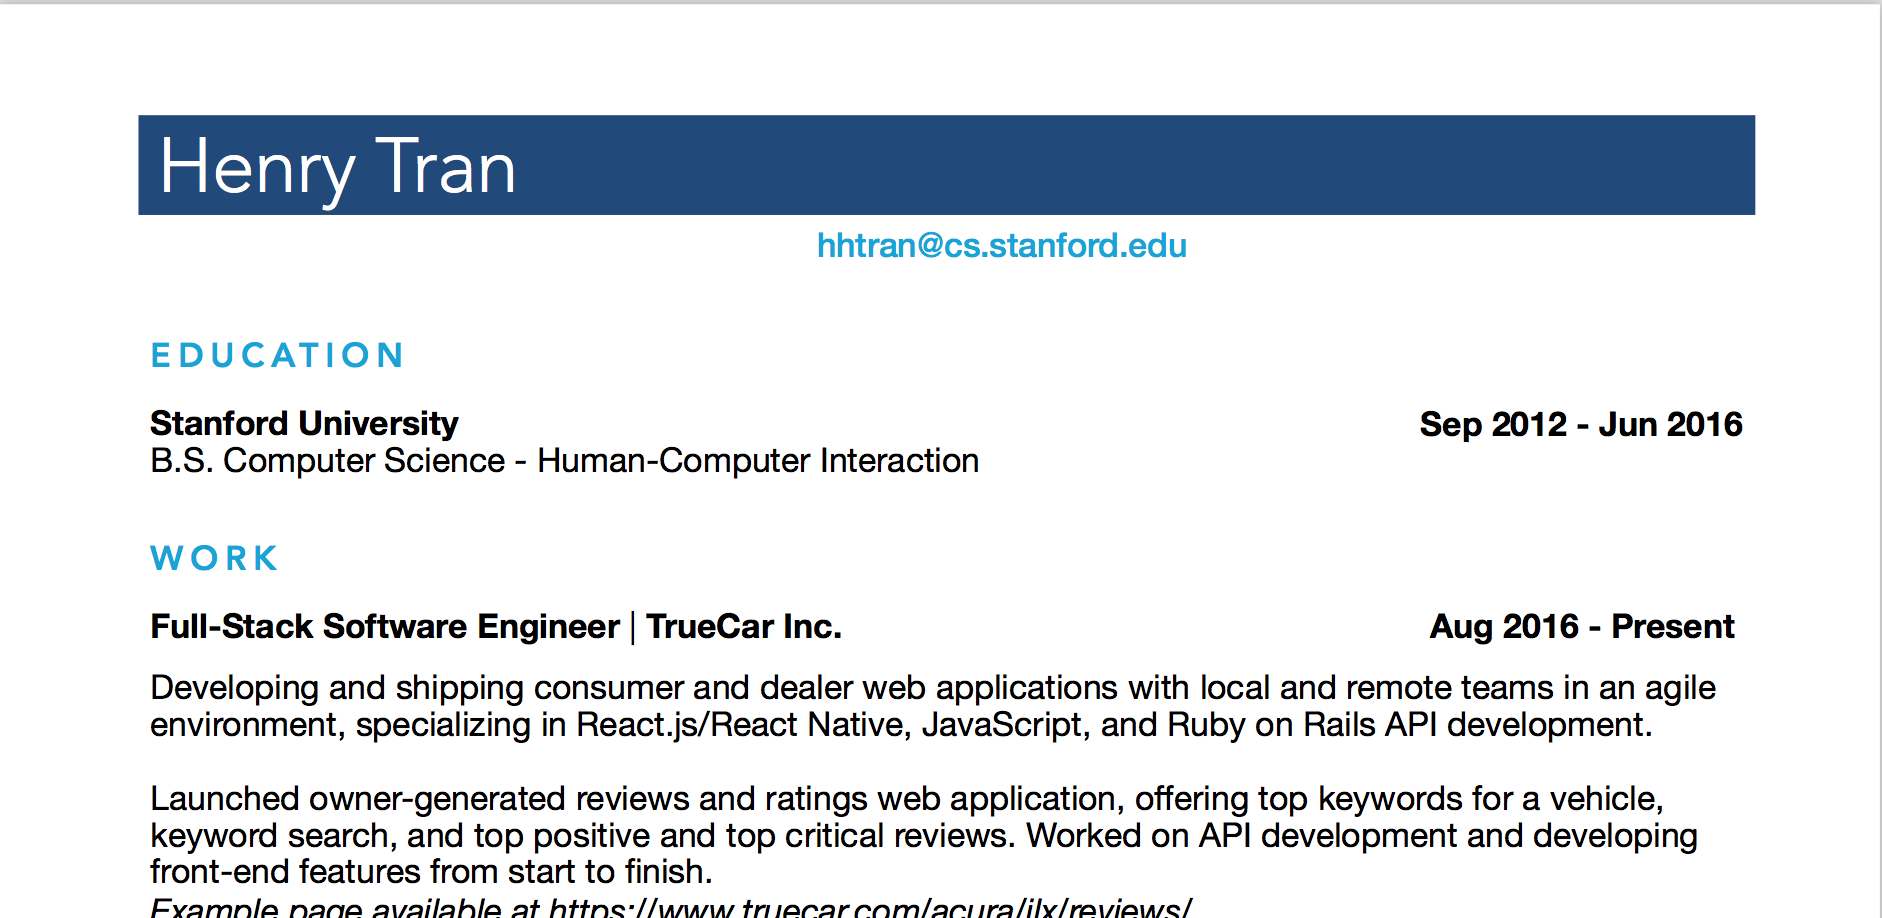 Henry Tran
hhtran@cs.stanford.edu
EDUCATION
Stanford University Sep 2012 - Jun 2016
B.S. Computer Science - Human-Computer Interaction
WORK
Full-Stack Software Engineer | TrueCar Inc. Aug 2016 - Present
Developing and shipping consumer and dealer web applications with local and remote teams in an agile
environment, specializing in React.js/React Native, JavaScript, and Ruby on Rails API development.
Launched owner-generated reviews and ratings web application, offering top keywords for a vehicle,
keyword search, and top positive and top critical reviews. Worked on API development and developing
front-end features from start to finish.
Example page available at https://www.truecar.com/acura/ilx/reviews/